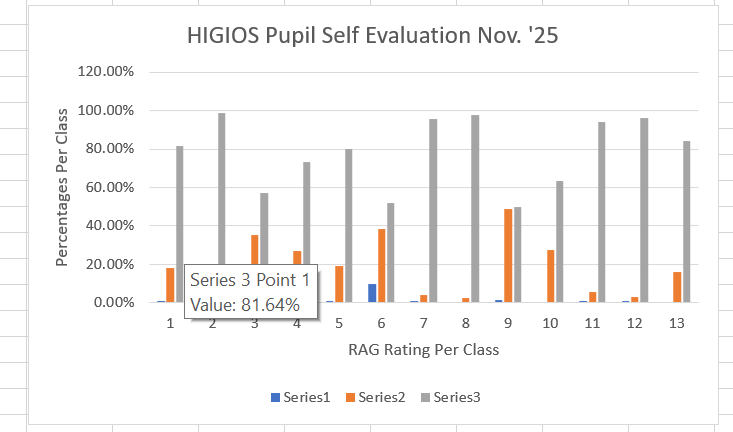 HIGIOS Pupil Self Evaluation Nov. '25
120.00%
100.00%
80.00%
60.00%
40.00%
20.00%
0.00%
Percentages Per Class
Series 3 Point 1
Value: 81.64%
1 2 3 4 5 6 7 8 9 10 11 12 13
RAG Rating Per Class
Series1 Series2 Series3